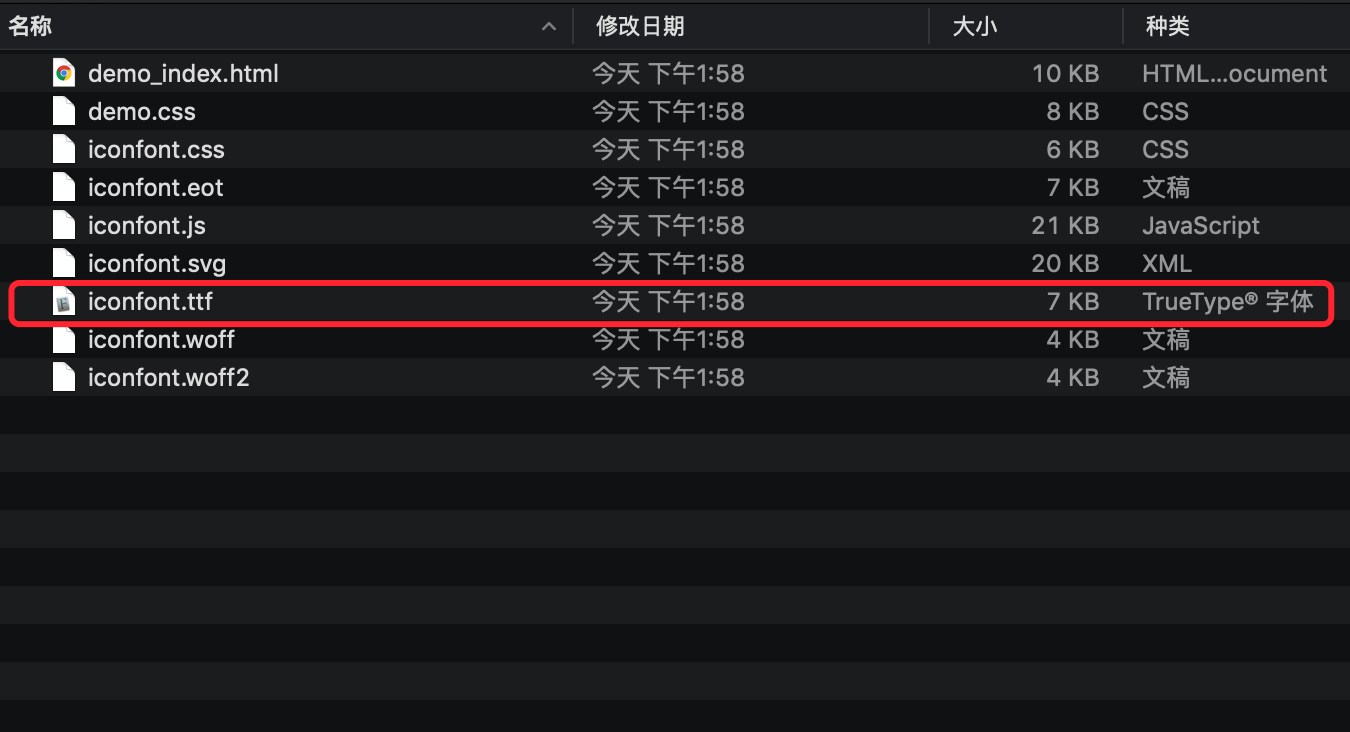 名称 修改日期 大小 种类
demo_index.html 今天 下午1:58 10 KB HTML...ocument
demo.css 今天 下午1:58 8 KB CSS
iconfont.css 今天 下午1:58 6 KB CSS
iconfont.eot 今天 下午1:58 7 KB 文稿
iconfont.js 今天 下午1:58 21 KB JavaScript
iconfont.svg 今天 下午1:58 20 KB XML
iconfont.ttf 今天 下午1:58 7 KB TrueType® 字体
iconfont.woff 今天 下午1:58 4 KB 文稿
iconfont.woff2 今天 下午1:58 4 KB 文稿